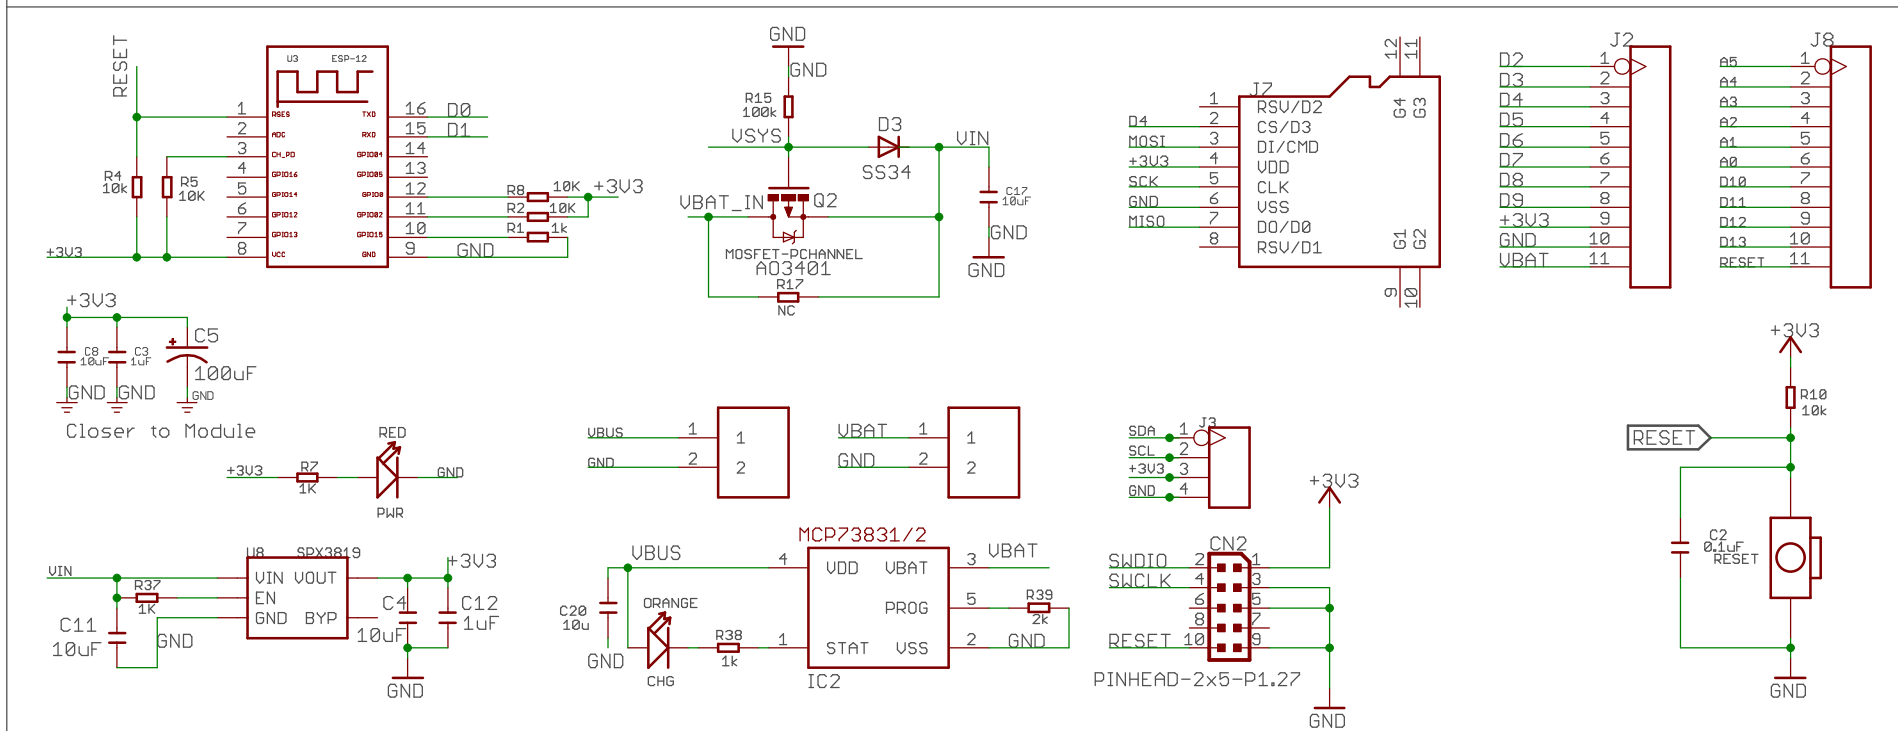 RESET
U3 ESP-12
1 RSES TXD 16 D0
2 ADC RXD 15 D1
3 CH_PD GPIO04 14
4 GPIO16 GPIO05 13
5 GPIO14 GPIO0 12
6 GPIO12 GPIO02 11
7 GPIO13 GPIO15 10
8 VCC GND 9 GND
R4
10k
R5
10K
R8 10K
R2 10K
R1 1k
+3V3
+3V3
GND
GND
R15
100k
VSYS
D3
SS34
VIN
VBAT_IN
Q2
MOSFET-PCHANNEL
AO3401
R17
NC
C17
10uF
GND
GND
J7
12
11
G4
G3
1 RSV/D2
D4 2 CS/D3
MOSI 3 DI/CMD
+3V3 4 VDD
SCK 5 CLK
GND 6 VSS
MISO 7 DO/D0
8 RSV/D1
G1
G2
9
10
J2
D2 1
D3 2
D4 3
D5 4
D6 5
D7 6
D8 7
D9 8
+3V3 9
GND 10
VBAT 11
J8
A5 1
A4 2
A3 3
A2 4
A1 5
A0 6
D10 7
D11 8
D12 9
D13 10
RESET 11
+3V3
C8
10uF
C3
1uF
C5
100uF
GND
GND
GND
Closer to Module
RED
+3V3
R7
1K
GND
PWR
VBUS 1 1
GND 2 2
VBAT 1 1
GND 2 2
J3
SDA 1
SCL 2
+3V3 3
GND 4
+3V3
R10
10k
RESET
C2
0.1uF
RESET
GND
U8 SPX3819
VIN
VIN VOUT
EN
GND BYP
R37
1K
C11
10uF
GND
+3V3
C4
10uF
C12
1uF
GND
MCP73831/2
VBUS
4 VDD VBAT 3 VBAT
PROG 5
1 STAT VSS 2 GND
R39
2k
C20
10u
GND
ORANGE
CHG
R38
1k
IC2
+3V3
CN2
SWDIO 2 1
SWCLK 4 3
6 5
8 7
RESET 10 9
PINHEAD-2x5-P1.27
GND